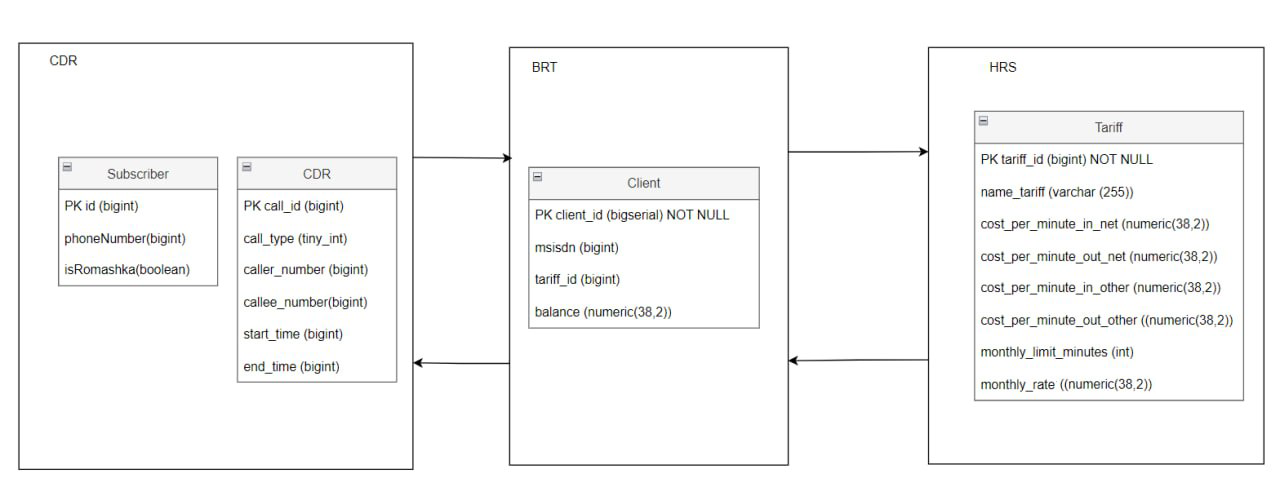 CDR
Subscriber
PK id (bigint)
phoneNumber(bigint)
isRomashka(boolean)
CDR
PK call_id (bigint)
call_type (tiny_int)
caller_number (bigint)
callee_number(bigint)
start_time (bigint)
end_time (bigint)
BRT
Client
PK client_id (bigserial) NOT NULL
msisdn (bigint)
tariff_id (bigint)
balance (numeric(38,2))
HRS
Tariff
PK tariff_id (bigint) NOT NULL
name_tariff (varchar (255))
cost_per_minute_in_net (numeric(38,2))
cost_per_minute_out_net (numeric(38,2))
cost_per_minute_in_other (numeric(38,2))
cost_per_minute_out_other ((numeric(38,2))
monthly_limit_minutes (int)
monthly_rate ((numeric(38,2))